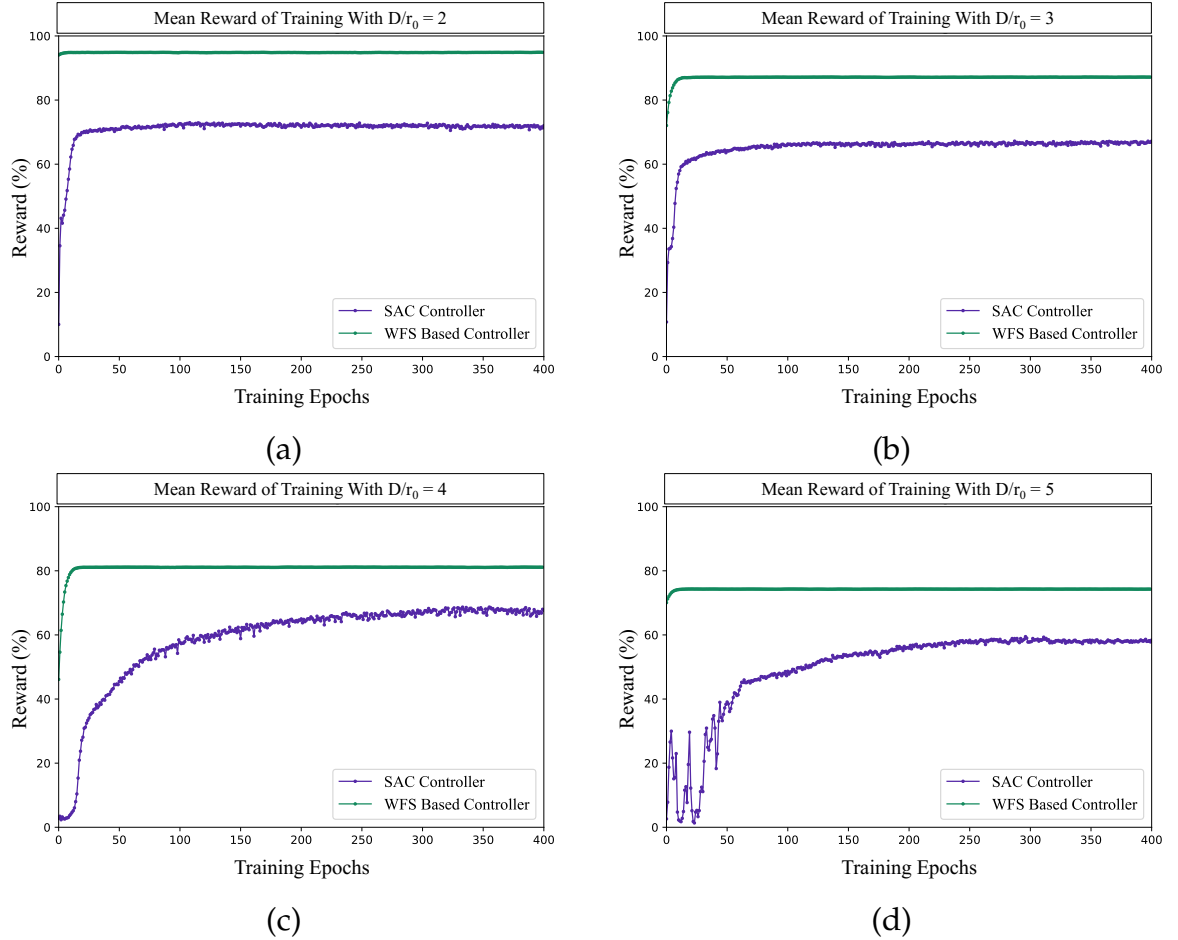 Mean Reward of Training With D/r₀ = 2
100
80
60
40
20
0
Reward (%)
SAC Controller
WFS Based Controller
0 50 100 150 200 250 300 350 400
Training Epochs
(a)
Mean Reward of Training With D/r₀ = 3
100
80
60
40
20
0
Reward (%)
SAC Controller
WFS Based Controller
0 50 100 150 200 250 300 350 400
Training Epochs
(b)
Mean Reward of Training With D/r₀ = 4
100
80
60
40
20
0
Reward (%)
SAC Controller
WFS Based Controller
0 50 100 150 200 250 300 350 400
Training Epochs
(c)
Mean Reward of Training With D/r₀ = 5
100
80
60
40
20
0
Reward (%)
SAC Controller
WFS Based Controller
0 50 100 150 200 250 300 350 400
Training Epochs
(d)